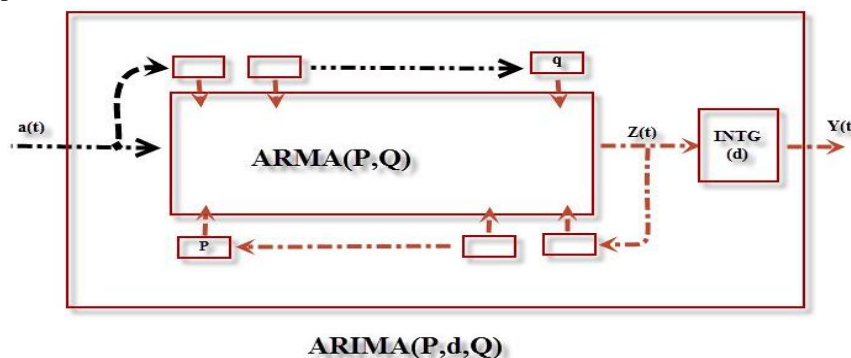 q
a(t)
Z(t)
INTG
(d)
Y(t
ARMA(P,Q)
P
ARIMA(P,d,Q)